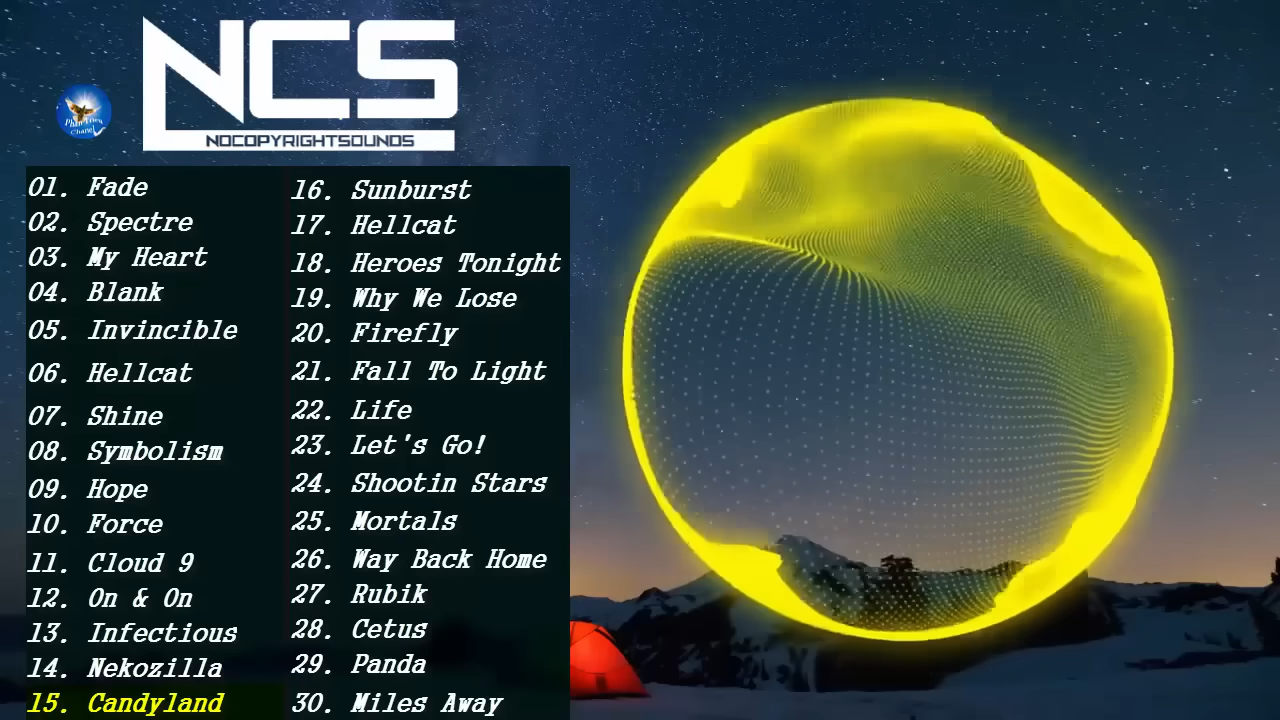 NCS
NOCOPYRIGHTSOUNDS
Phan Trieu
Chanel
01. Fade
02. Spectre
03. My Heart
04. Blank
05. Invincible
06. Hellcat
07. Shine
08. Symbolism
09. Hope
10. Force
11. Cloud 9
12. On & On
13. Infectious
14. Nekozilla
15. Candyland
16. Sunburst
17. Hellcat
18. Heroes Tonight
19. Why We Lose
20. Firefly
21. Fall To Light
22. Life
23. Let's Go!
24. Shootin Stars
25. Mortals
26. Way Back Home
27. Rubik
28. Cetus
29. Panda
30. Miles Away